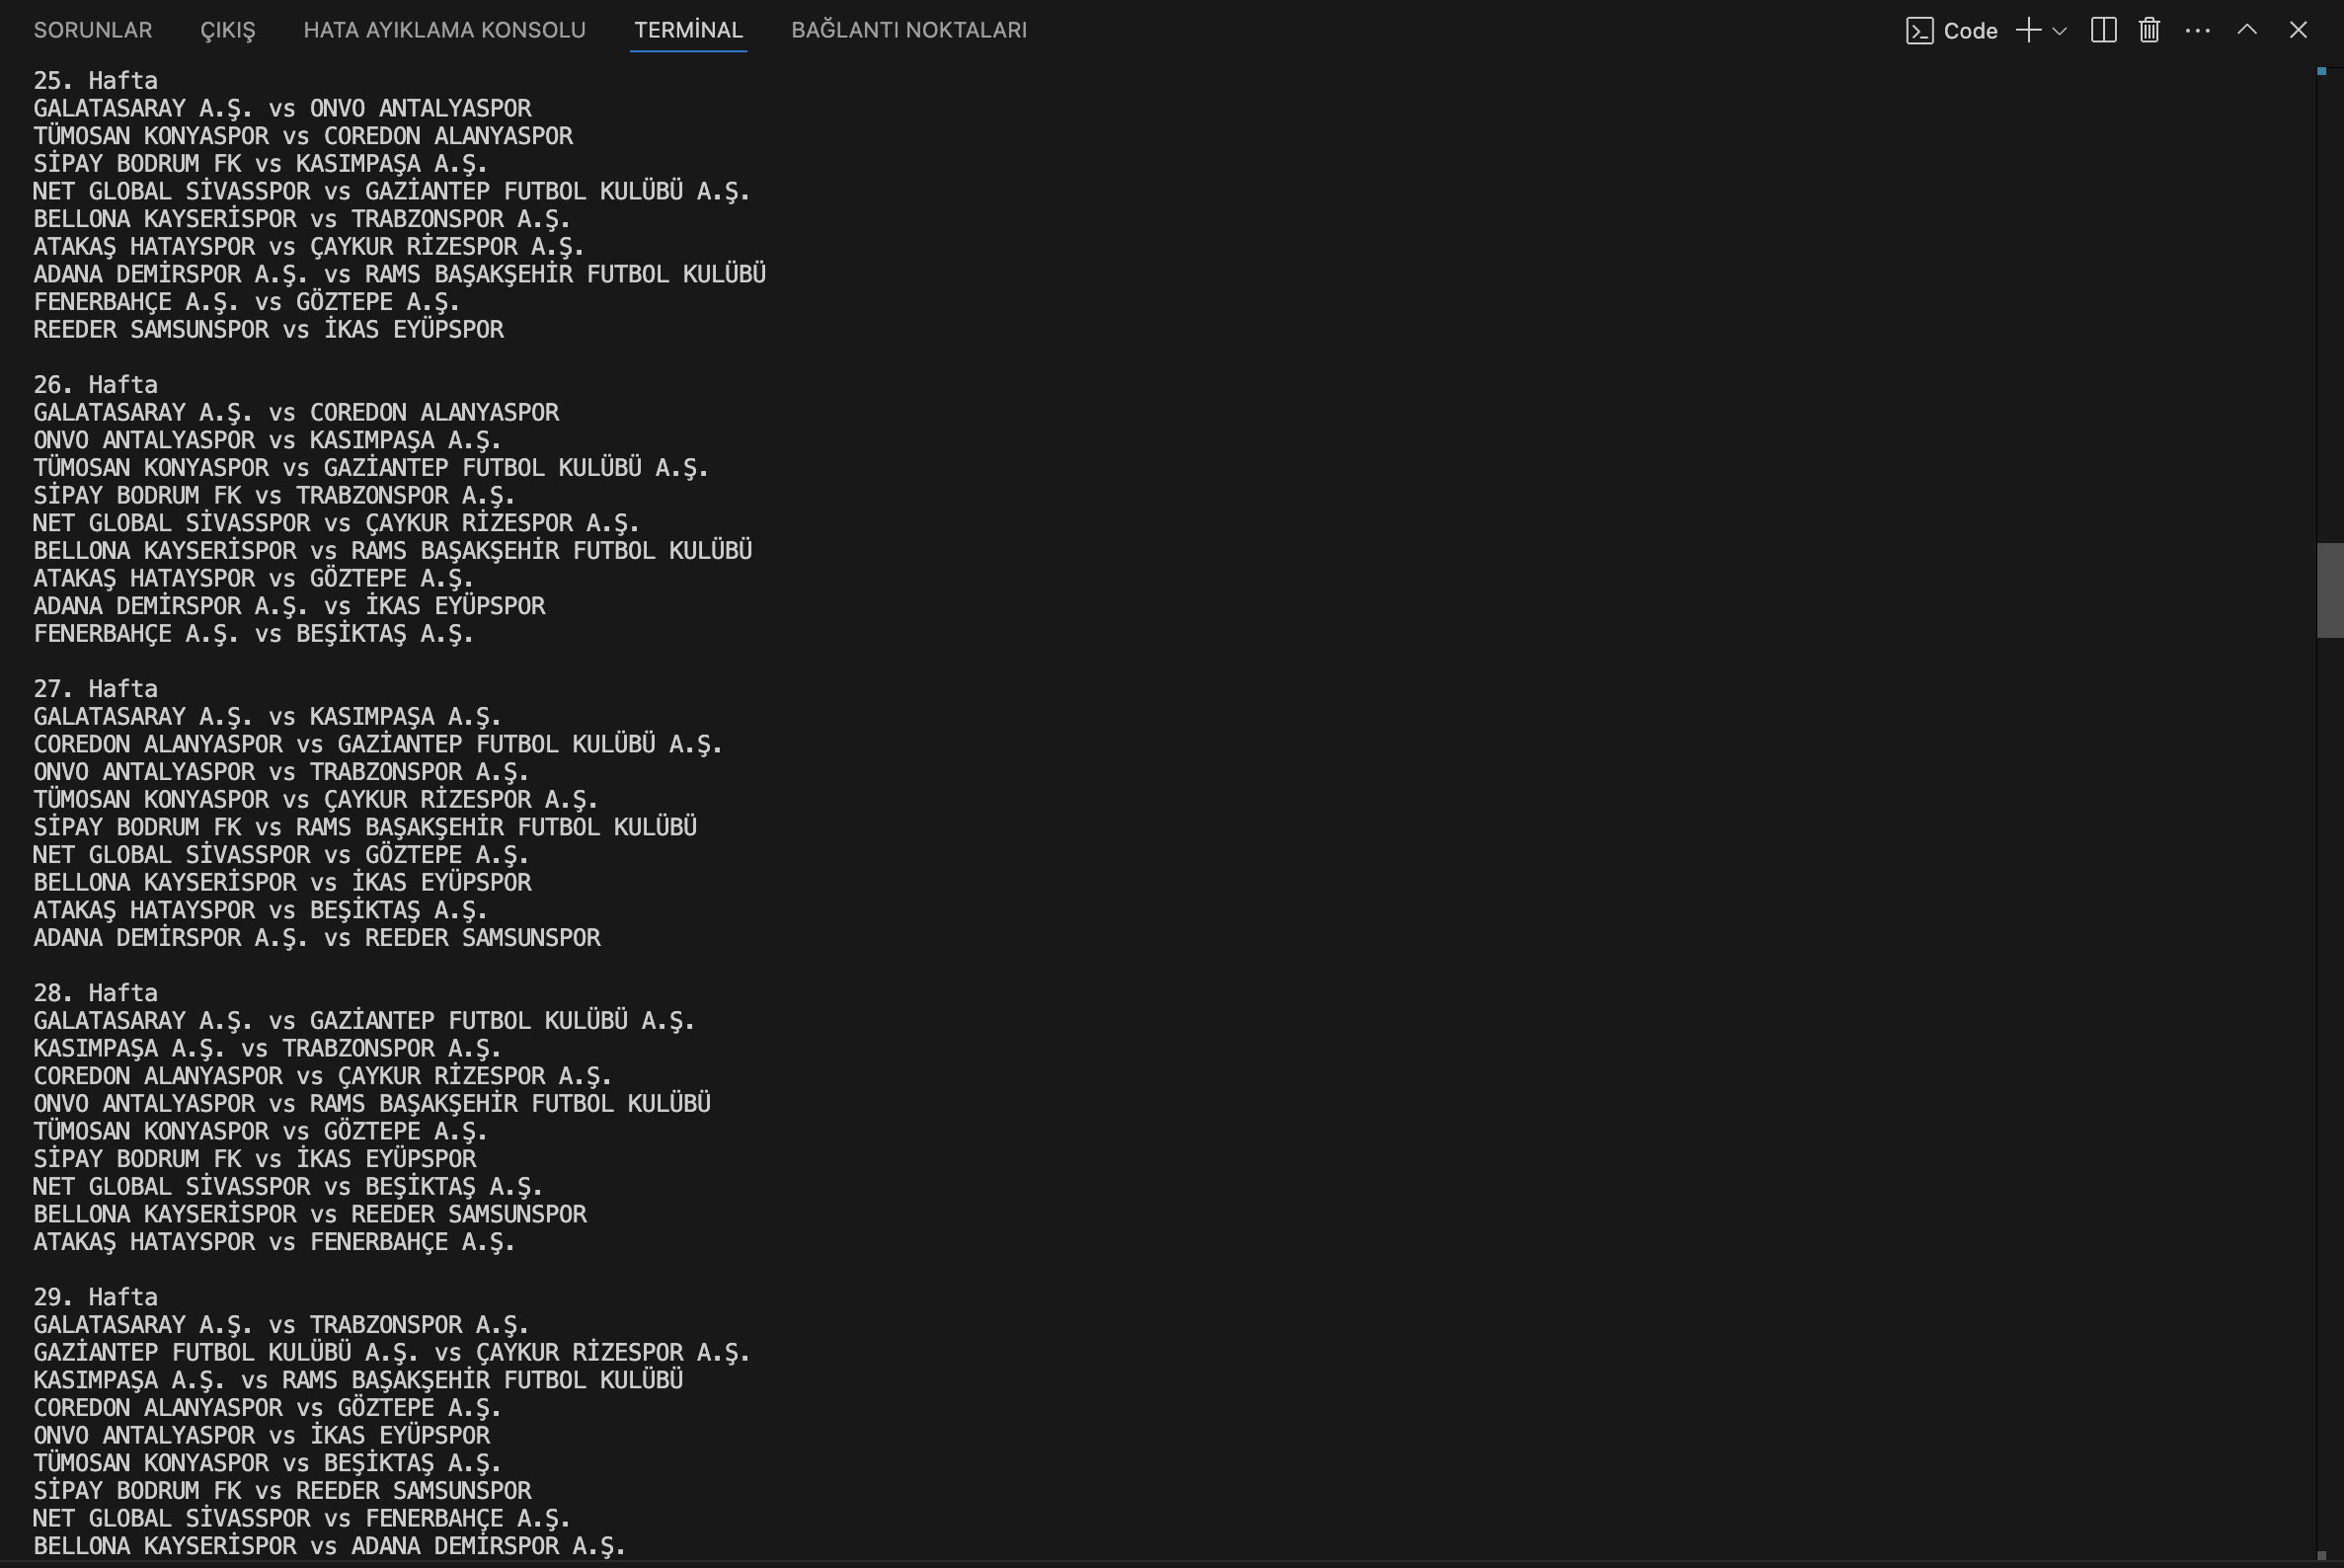 SORUNLAR ÇIKIŞ HATA AYIKLAMA KONSOLU TERMİNAL BAĞLANTI NOKTALARI Code
25. Hafta
GALATASARAY A.Ş. vs ONVO ANTALYASPOR
TÜMOSAN KONYASPOR vs COREDON ALANYASPOR
SİPAY BODRUM FK vs KASIMPAŞA A.Ş.
NET GLOBAL SİVASSPOR vs GAZİANTEP FUTBOL KULÜBÜ A.Ş.
BELLONA KAYSERİSPOR vs TRABZONSPOR A.Ş.
ATAKAŞ HATAYSPOR vs ÇAYKUR RİZESPOR A.Ş.
ADANA DEMİRSPOR A.Ş. vs RAMS BAŞAKŞEHİR FUTBOL KULÜBÜ
FENERBAHÇE A.Ş. vs GÖZTEPE A.Ş.
REEDER SAMSUNSPOR vs İKAS EYÜPSPOR
26. Hafta
GALATASARAY A.Ş. vs COREDON ALANYASPOR
ONVO ANTALYASPOR vs KASIMPAŞA A.Ş.
TÜMOSAN KONYASPOR vs GAZİANTEP FUTBOL KULÜBÜ A.Ş.
SİPAY BODRUM FK vs TRABZONSPOR A.Ş.
NET GLOBAL SİVASSPOR vs ÇAYKUR RİZESPOR A.Ş.
BELLONA KAYSERİSPOR vs RAMS BAŞAKŞEHİR FUTBOL KULÜBÜ
ATAKAŞ HATAYSPOR vs GÖZTEPE A.Ş.
ADANA DEMİRSPOR A.Ş. vs İKAS EYÜPSPOR
FENERBAHÇE A.Ş. vs BEŞİKTAŞ A.Ş.
27. Hafta
GALATASARAY A.Ş. vs KASIMPAŞA A.Ş.
COREDON ALANYASPOR vs GAZİANTEP FUTBOL KULÜBÜ A.Ş.
ONVO ANTALYASPOR vs TRABZONSPOR A.Ş.
TÜMOSAN KONYASPOR vs ÇAYKUR RİZESPOR A.Ş.
SİPAY BODRUM FK vs RAMS BAŞAKŞEHİR FUTBOL KULÜBÜ
NET GLOBAL SİVASSPOR vs GÖZTEPE A.Ş.
BELLONA KAYSERİSPOR vs İKAS EYÜPSPOR
ATAKAŞ HATAYSPOR vs BEŞİKTAŞ A.Ş.
ADANA DEMİRSPOR A.Ş. vs REEDER SAMSUNSPOR
28. Hafta
GALATASARAY A.Ş. vs GAZİANTEP FUTBOL KULÜBÜ A.Ş.
KASIMPAŞA A.Ş. vs TRABZONSPOR A.Ş.
COREDON ALANYASPOR vs ÇAYKUR RİZESPOR A.Ş.
ONVO ANTALYASPOR vs RAMS BAŞAKŞEHİR FUTBOL KULÜBÜ
TÜMOSAN KONYASPOR vs GÖZTEPE A.Ş.
SİPAY BODRUM FK vs İKAS EYÜPSPOR
NET GLOBAL SİVASSPOR vs BEŞİKTAŞ A.Ş.
BELLONA KAYSERİSPOR vs REEDER SAMSUNSPOR
ATAKAŞ HATAYSPOR vs FENERBAHÇE A.Ş.
29. Hafta
GALATASARAY A.Ş. vs TRABZONSPOR A.Ş.
GAZİANTEP FUTBOL KULÜBÜ A.Ş. vs ÇAYKUR RİZESPOR A.Ş.
KASIMPAŞA A.Ş. vs RAMS BAŞAKŞEHİR FUTBOL KULÜBÜ
COREDON ALANYASPOR vs GÖZTEPE A.Ş.
ONVO ANTALYASPOR vs İKAS EYÜPSPOR
TÜMOSAN KONYASPOR vs BEŞİKTAŞ A.Ş.
SİPAY BODRUM FK vs REEDER SAMSUNSPOR
NET GLOBAL SİVASSPOR vs FENERBAHÇE A.Ş.
BELLONA KAYSERİSPOR vs ADANA DEMİRSPOR A.Ş.